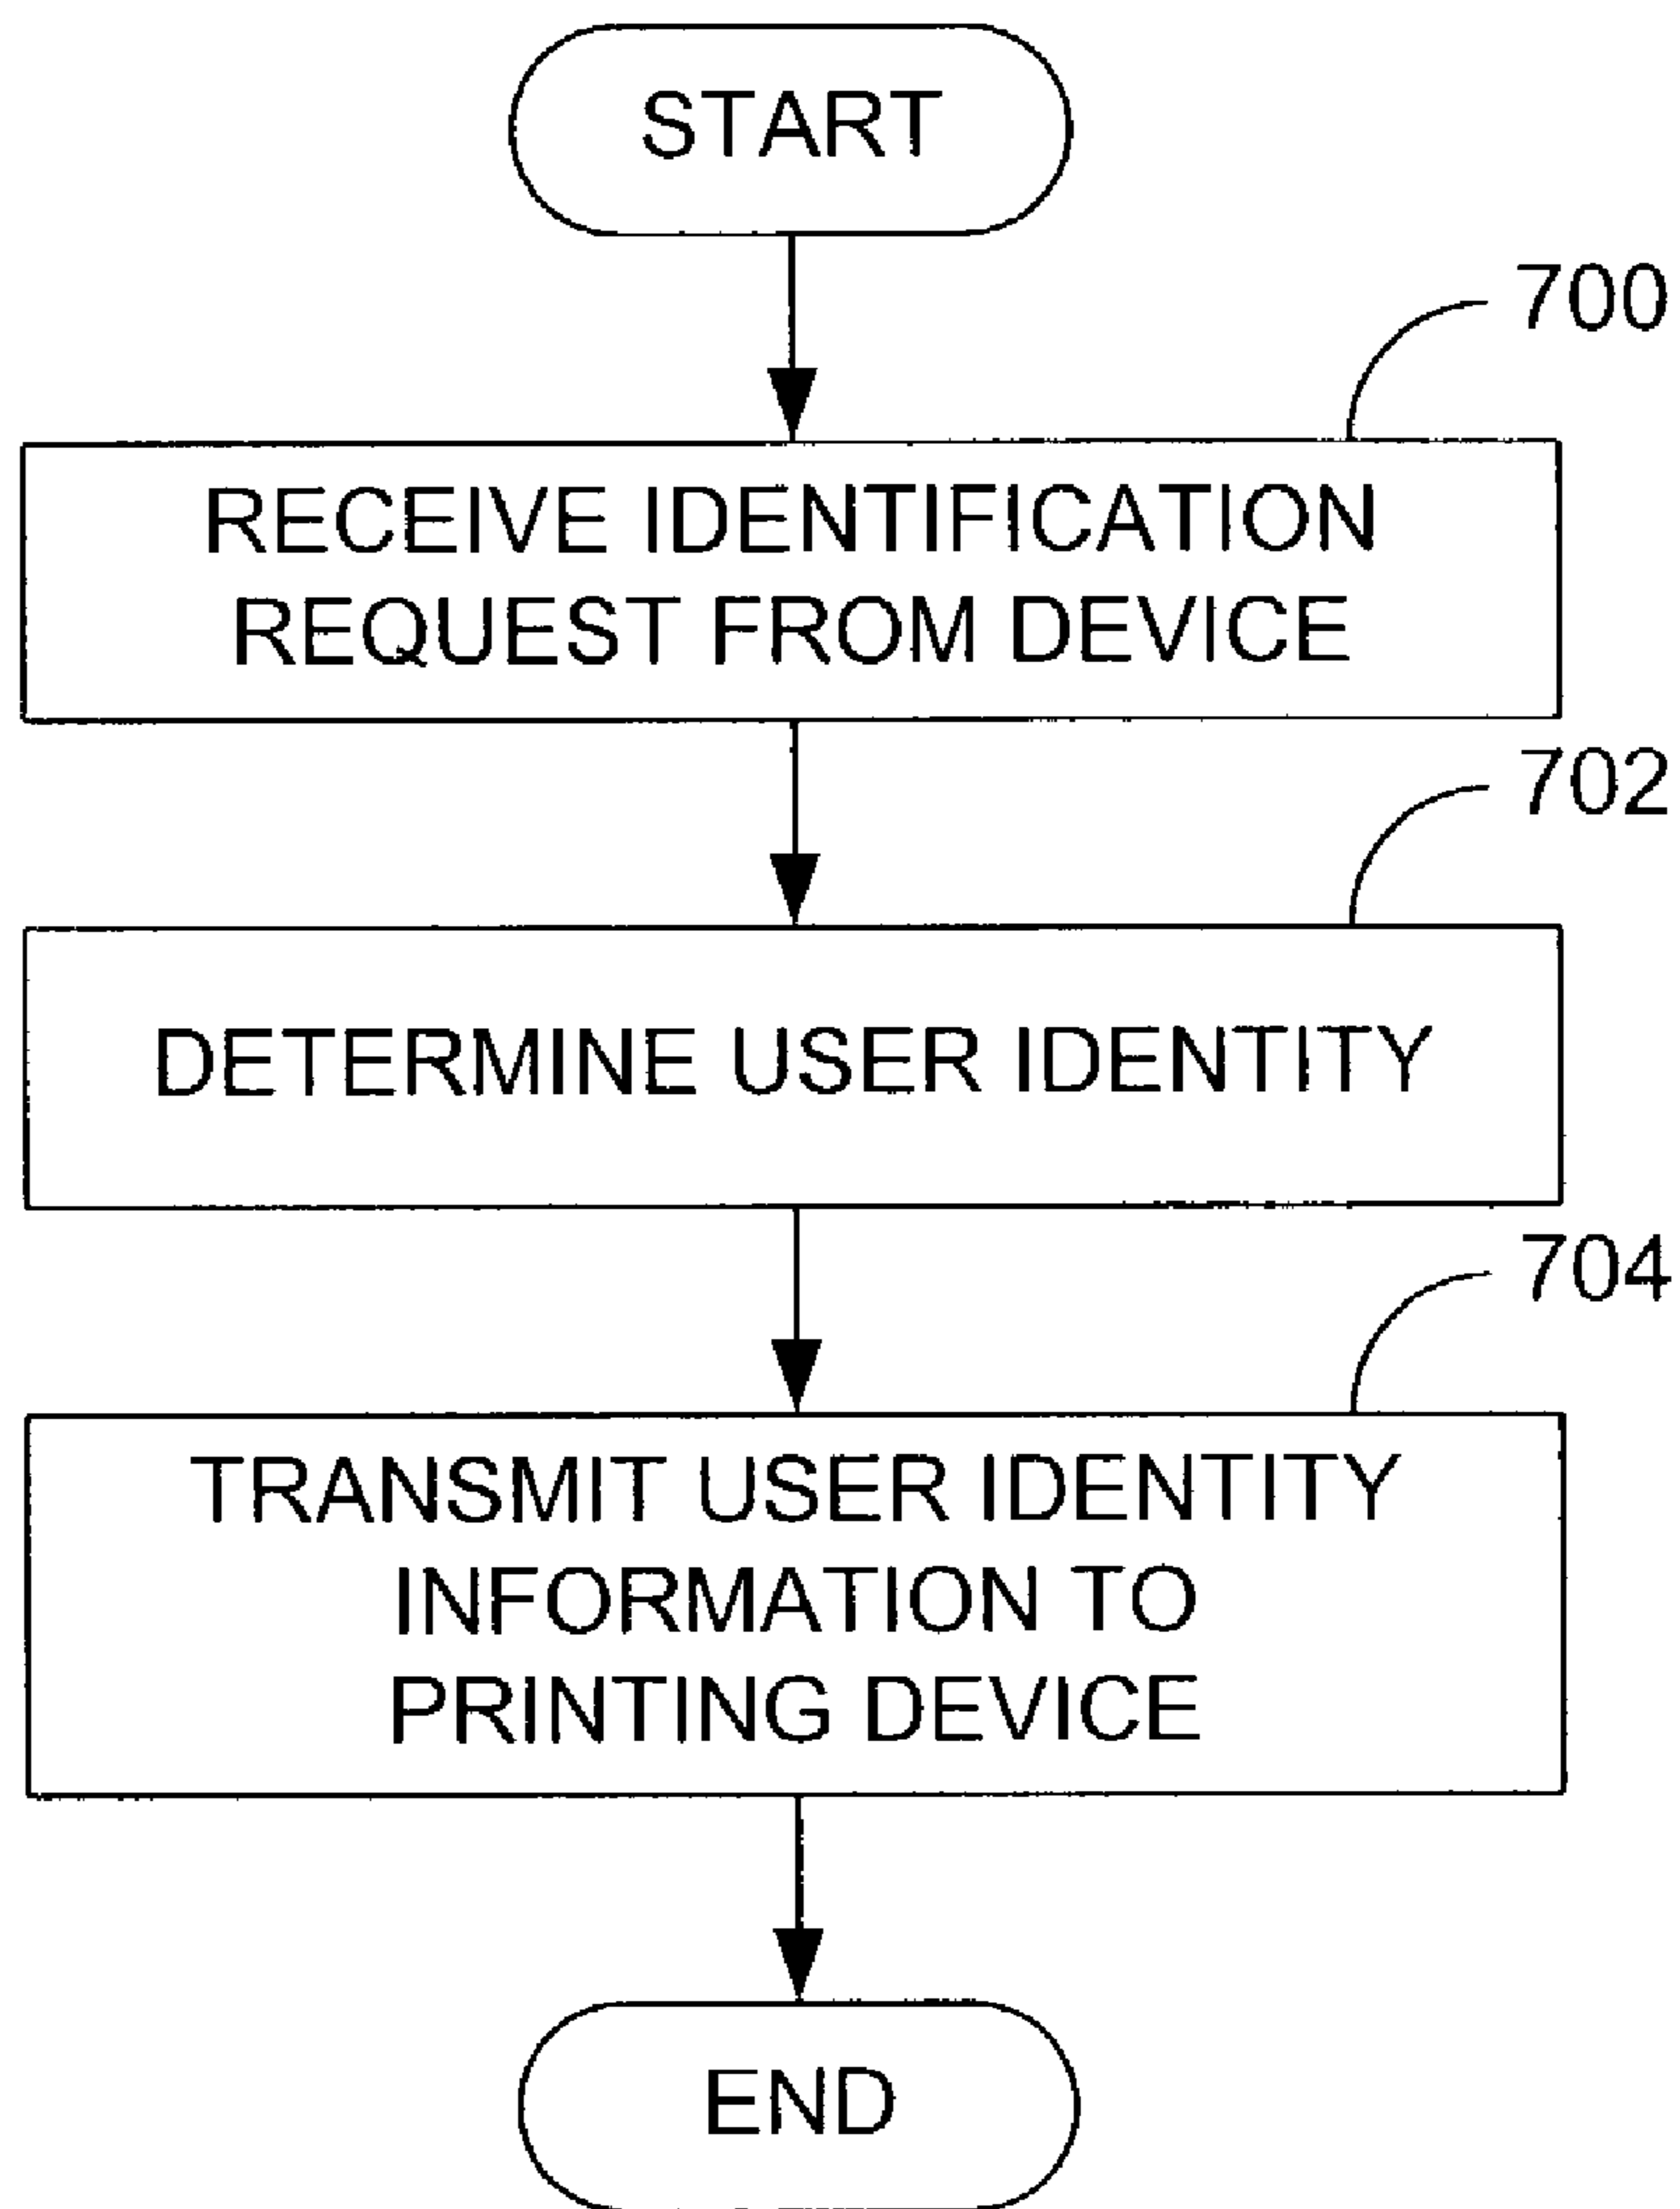 START
700
RECEIVE IDENTIFICATION
REQUEST FROM DEVICE
702
DETERMINE USER IDENTITY
704
TRANSMIT USER IDENTITY
INFORMATION TO
PRINTING DEVICE
END